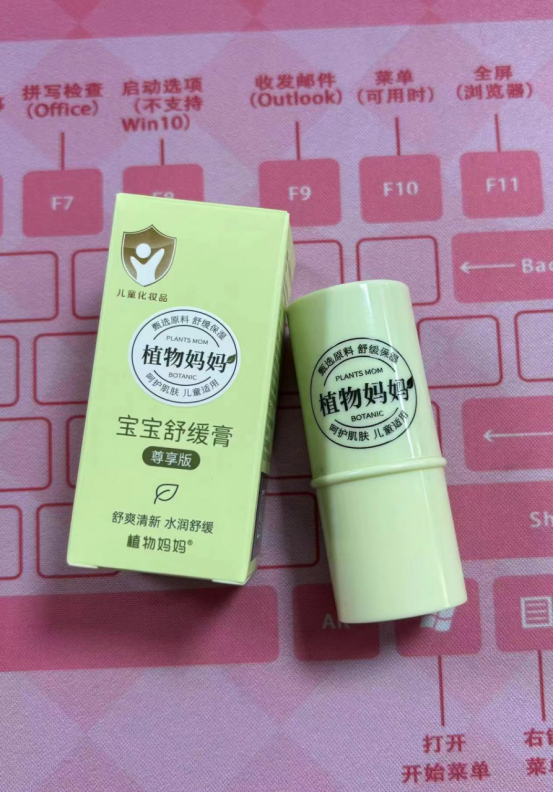 拼写检查
（Office）
启动选项
（不支持
Win10）
收发邮件
（Outlook）
菜单
（可用时）
全屏
（浏览器）
F7
F8
F9
F10
F11
儿童化妆品
甄选原料 舒缓保湿
PLANTS MOM
植物妈妈
BOTANIC
呵护肌肤 儿童适用
宝宝舒缓膏
尊享版
舒爽清新 水润舒缓
植物妈妈®
甄选原料 舒缓保湿
PLANTS MOM
植物妈妈
BOTANIC
呵护肌肤 儿童适用
打开
开始菜单